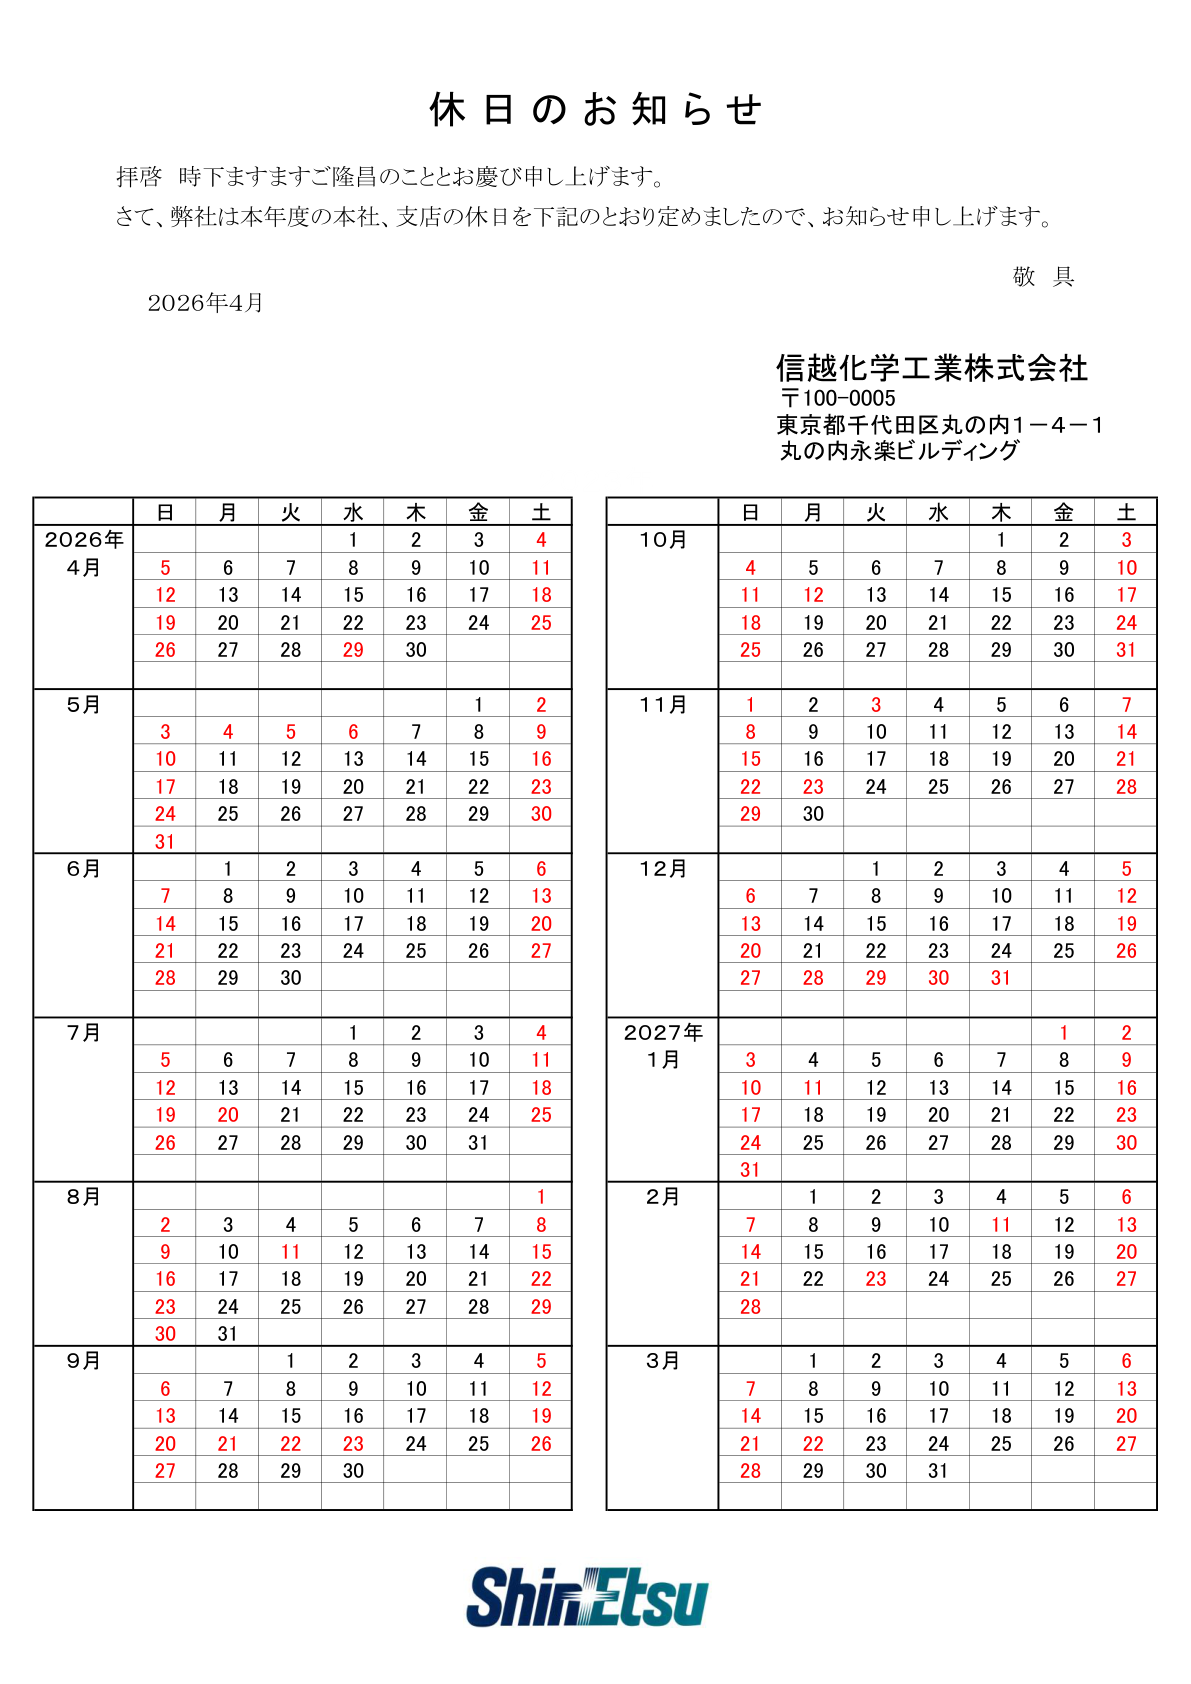 休日のお知らせ
拝啓　時下ますますご隆昌のこととお慶び申し上げます。
さて、弊社は本年度の本社、支店の休日を下記のとおり定めましたので、お知らせ申し上げます。
敬　具
2026年4月
信越化学工業株式会社
〒100-0005
東京都千代田区丸の内１－４－１
丸の内永楽ビルディング
日 月 火 水 木 金 土
2026年 1 2 3 4
4月 5 6 7 8 9 10 11
12 13 14 15 16 17 18
19 20 21 22 23 24 25
26 27 28 29 30
5月 1 2
3 4 5 6 7 8 9
10 11 12 13 14 15 16
17 18 19 20 21 22 23
24 25 26 27 28 29 30
31
6月 1 2 3 4 5 6
7 8 9 10 11 12 13
14 15 16 17 18 19 20
21 22 23 24 25 26 27
28 29 30
7月 1 2 3 4
5 6 7 8 9 10 11
12 13 14 15 16 17 18
19 20 21 22 23 24 25
26 27 28 29 30 31
8月 1
2 3 4 5 6 7 8
9 10 11 12 13 14 15
16 17 18 19 20 21 22
23 24 25 26 27 28 29
30 31
9月 1 2 3 4 5
6 7 8 9 10 11 12
13 14 15 16 17 18 19
20 21 22 23 24 25 26
27 28 29 30
日 月 火 水 木 金 土
10月 1 2 3
4 5 6 7 8 9 10
11 12 13 14 15 16 17
18 19 20 21 22 23 24
25 26 27 28 29 30 31
11月 1 2 3 4 5 6 7
8 9 10 11 12 13 14
15 16 17 18 19 20 21
22 23 24 25 26 27 28
29 30
12月 1 2 3 4 5
6 7 8 9 10 11 12
13 14 15 16 17 18 19
20 21 22 23 24 25 26
27 28 29 30 31
2027年 1 2
1月 3 4 5 6 7 8 9
10 11 12 13 14 15 16
17 18 19 20 21 22 23
24 25 26 27 28 29 30
31
2月 1 2 3 4 5 6
7 8 9 10 11 12 13
14 15 16 17 18 19 20
21 22 23 24 25 26 27
28
3月 1 2 3 4 5 6
7 8 9 10 11 12 13
14 15 16 17 18 19 20
21 22 23 24 25 26 27
28 29 30 31
ShinEtsu